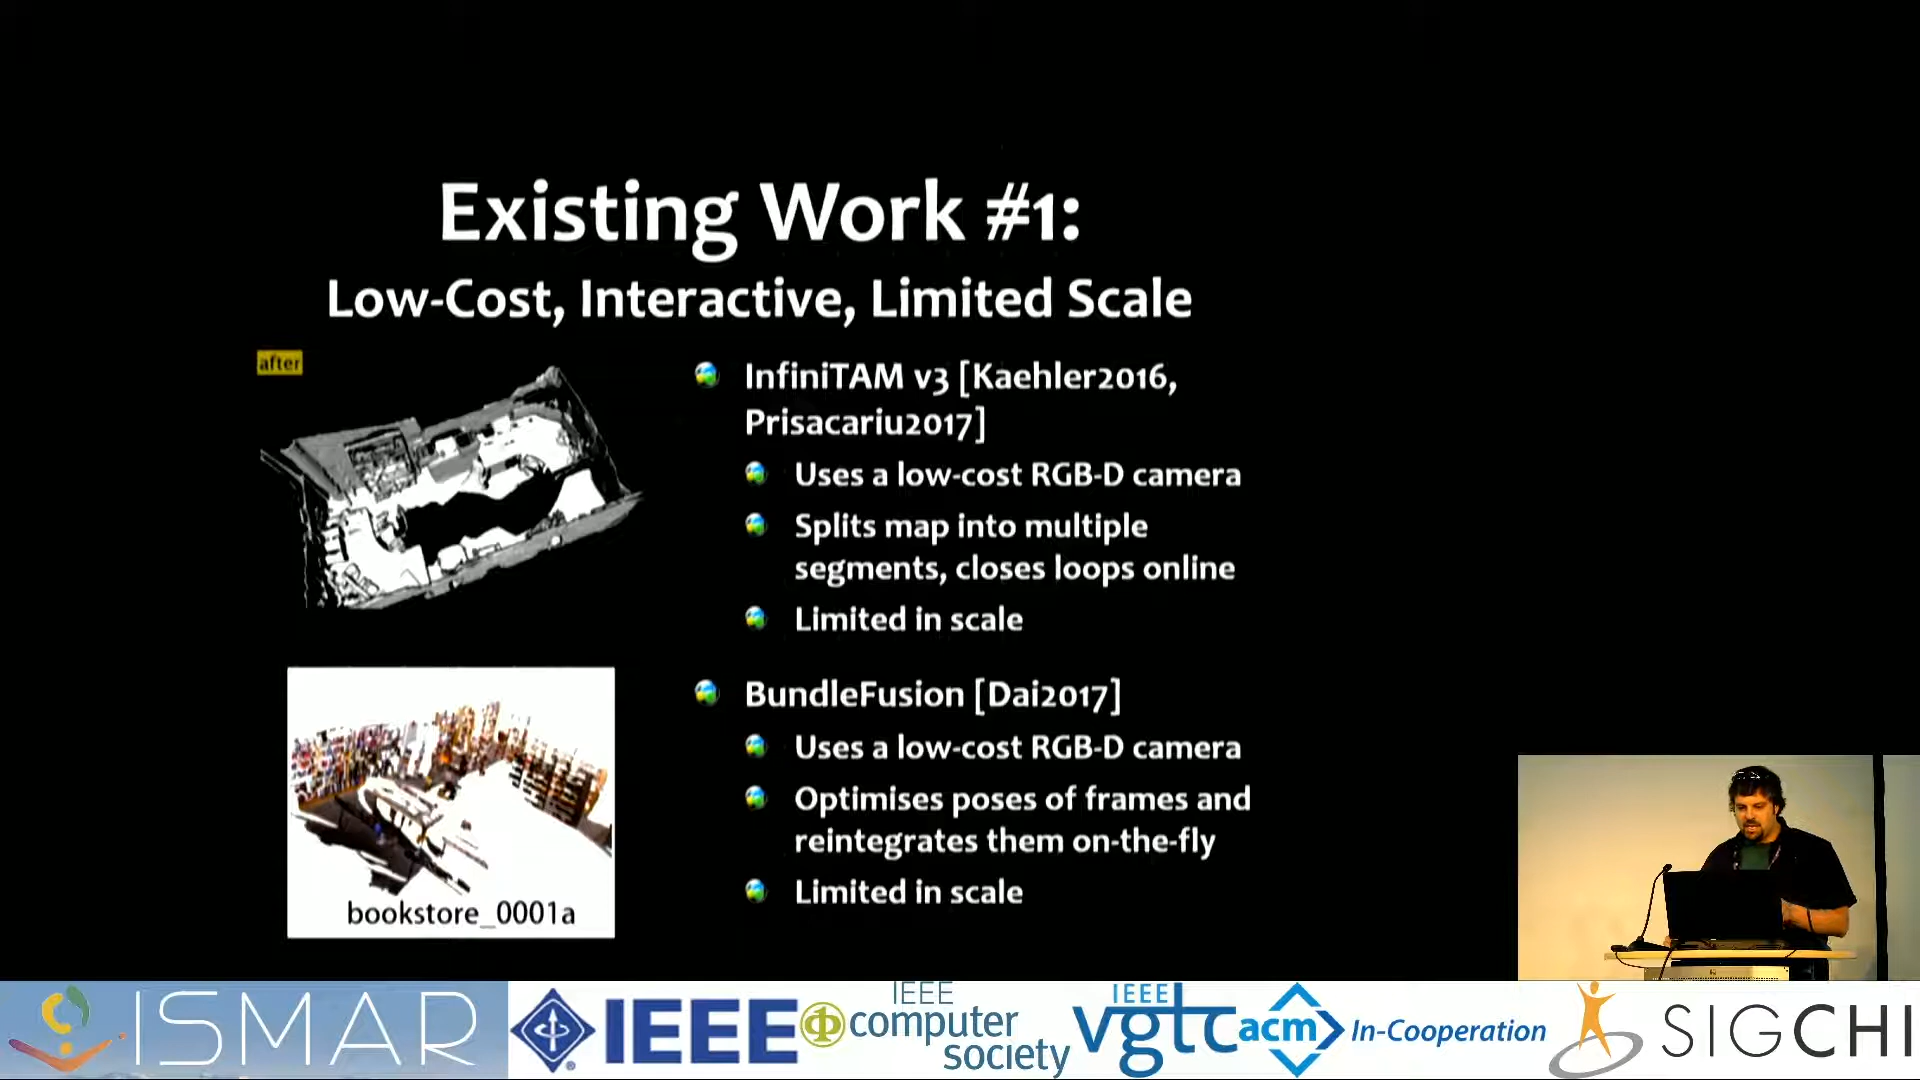 Existing Work #1:
Low-Cost, Interactive, Limited Scale
after
InfiniTAM v3 [Kaehler2016,
Prisacariu2017]
Uses a low-cost RGB-D camera
Splits map into multiple
segments, closes loops online
Limited in scale
BundleFusion [Dai2017]
Uses a low-cost RGB-D camera
Optimises poses of frames and
reintegrates them on-the-fly
Limited in scale
bookstore_0001a
ISMAR
IEEE
IEEE
computer
society
IEEE
vgtc
acm In-Cooperation
SIGCHI